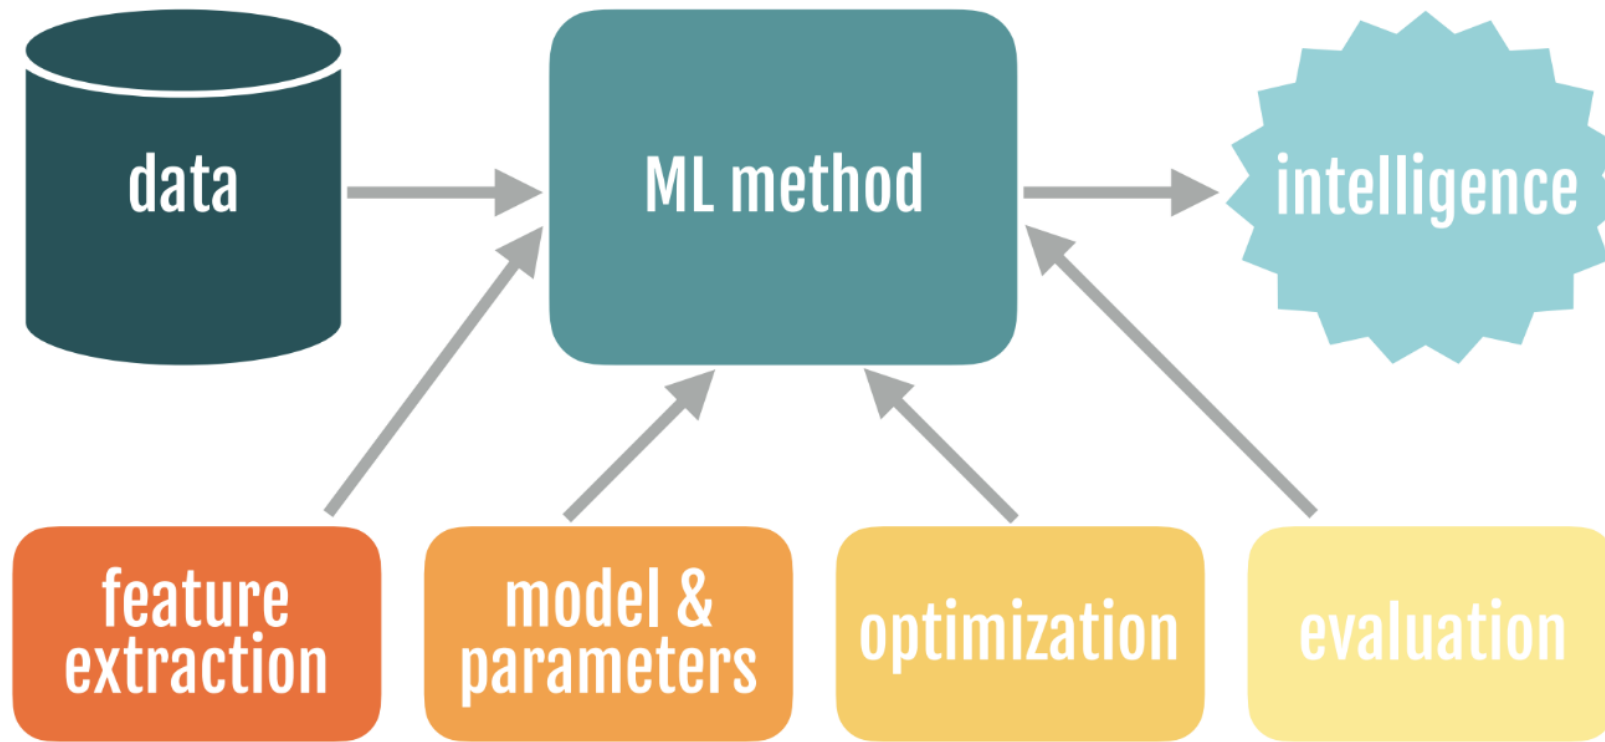 data
ML method
intelligence
feature
extraction
model &
parameters
optimization
evaluation